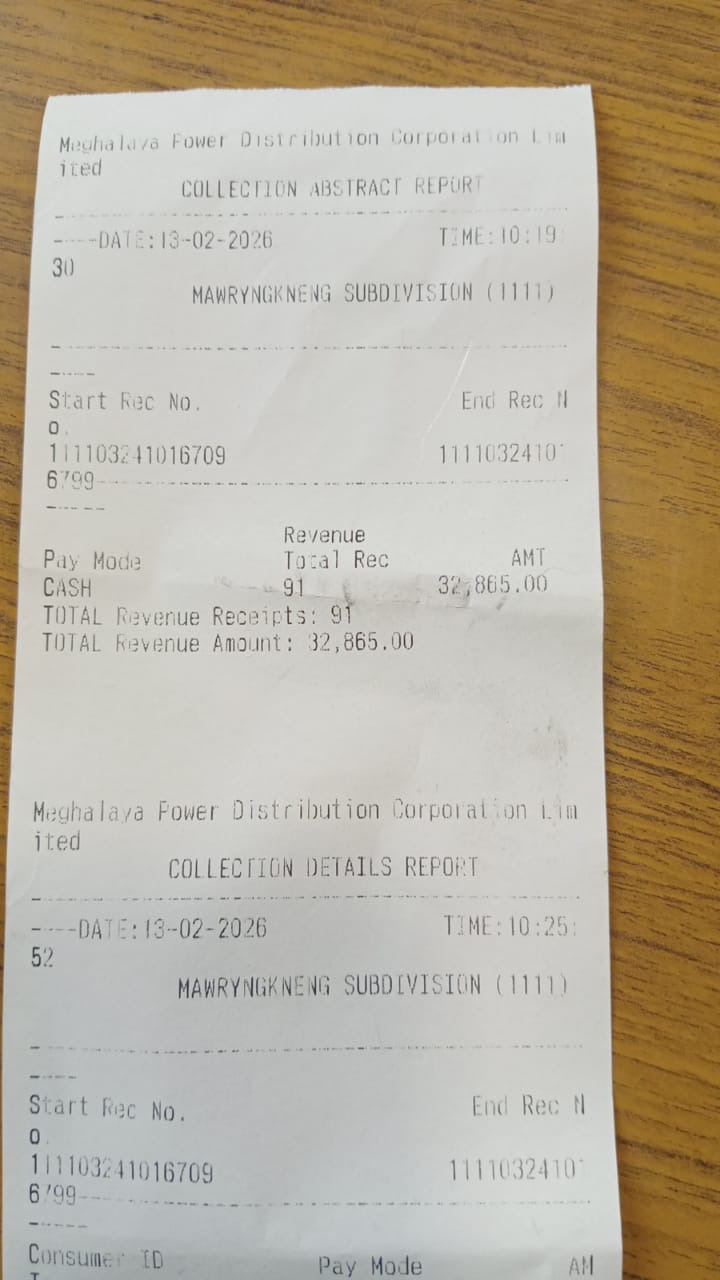 Meghalaya Power Distribution Corporation Lim
ited
COLLECTION ABSTRACT REPORT
----DATE:13-02-2026 TIME:10:19:
30
MAWRYNGKNENG SUBDIVISION (1111)
Start Rec No. End Rec N
o.
111103241016709 11110324101
6799
Revenue
Pay Mode Total Rec AMT
CASH 91 32,865.00
TOTAL Revenue Receipts: 91
TOTAL Revenue Amount: 32,865.00
Meghalaya Power Distribution Corporation Lim
ited
COLLECTION DETAILS REPORT
----DATE:13-02-2026 TIME:10:25:
52
MAWRYNGKNENG SUBDIVISION (1111)
Start Rec No. End Rec N
o.
111103241016709 11110324101
6799
Consumer ID Pay Mode AM